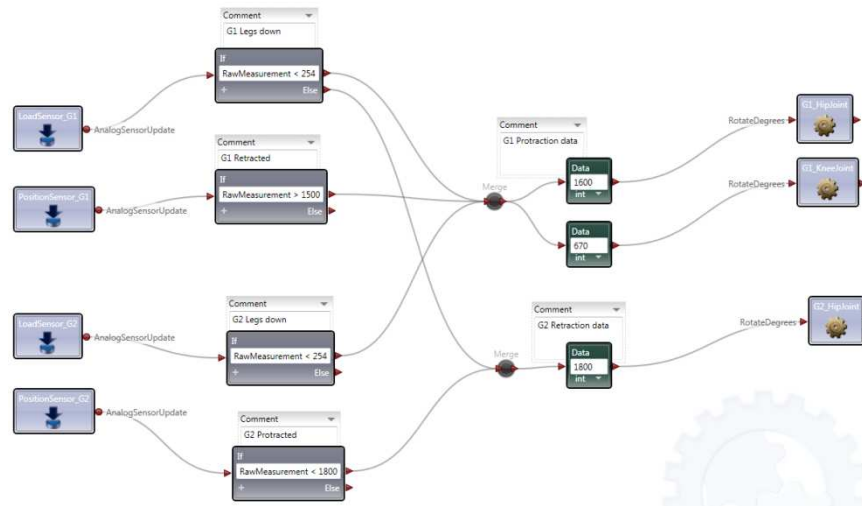 Comment
G1 Legs down
If
RawMeasurement < 254
+ Else
LoadSensor_G1
AnalogSensorUpdate
Comment
G1 Retracted
If
RawMeasurement > 1500
+ Else
PositionSensor_G1
AnalogSensorUpdate
Comment
G1 Protraction data
Merge
Data
1600
int
Data
670
int
RotateDegrees
G1_HipJoint
RotateDegrees
G1_KneeJoint
Comment
G2 Legs down
If
RawMeasurement < 254
+ Else
LoadSensor_G2
AnalogSensorUpdate
Comment
G2 Protracted
If
RawMeasurement < 1800
+ Else
PositionSensor_G2
AnalogSensorUpdate
Merge
Comment
G2 Retraction data
Data
1800
int
RotateDegrees
G2_HipJoint